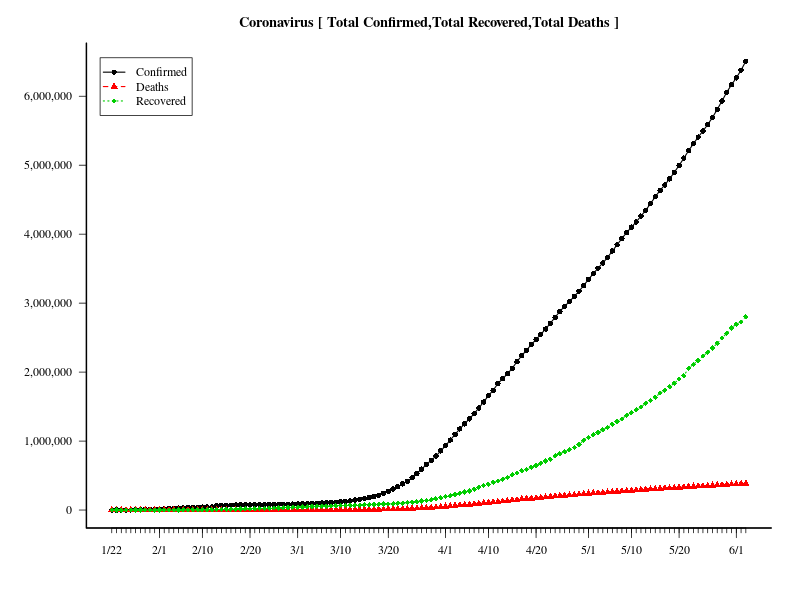 Coronavirus [ Total Confirmed,Total Recovered,Total Deaths ]
Confirmed
Deaths
Recovered
6,000,000
5,000,000
4,000,000
3,000,000
2,000,000
1,000,000
0
1/22 2/1 2/10 2/20 3/1 3/10 3/20 4/1 4/10 4/20 5/1 5/10 5/20 6/1